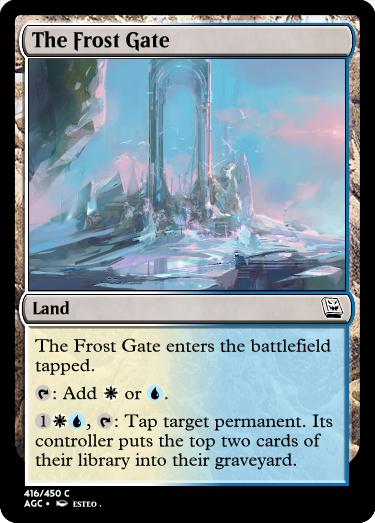 The Frost Gate
Land
The Frost Gate enters the battlefield
tapped.
: Add or .
1 , : Tap target permanent. Its
controller puts the top two cards of
their library into their graveyard.
416/450 C
AGC • ESTEO .